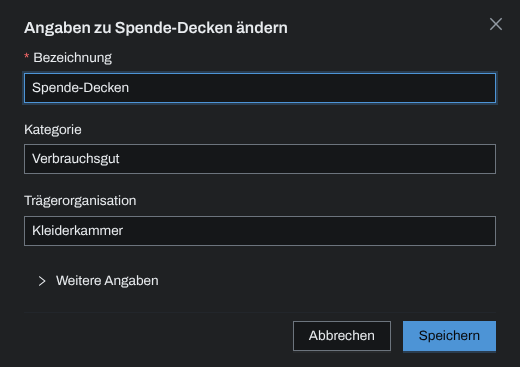 Angaben zu Spende-Decken ändern
* Bezeichnung
Spende-Decken
Kategorie
Verbrauchsgut
Trägerorganisation
Kleiderkammer
Weitere Angaben
Abbrechen
Speichern